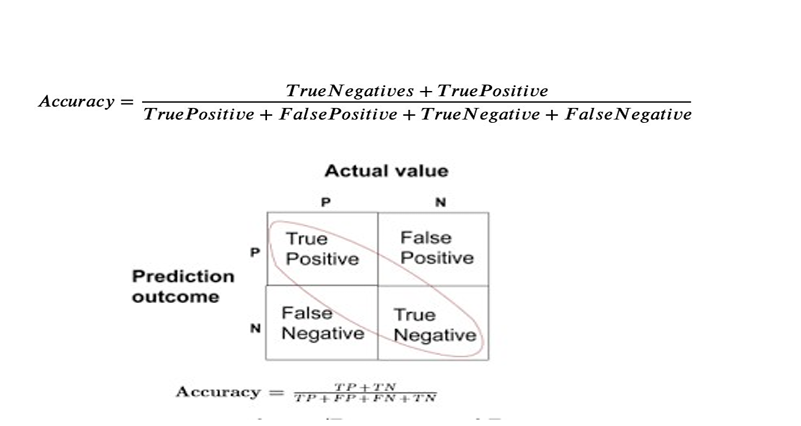 Accuracy = TrueNegatives + TruePositive / TruePositive + FalsePositive + TrueNegative + FalseNegative
Actual value
P N
P
True Positive
False Positive
Prediction outcome
N
False Negative
True Negative
Accuracy = TP+TN / TP+FP+FN+TN